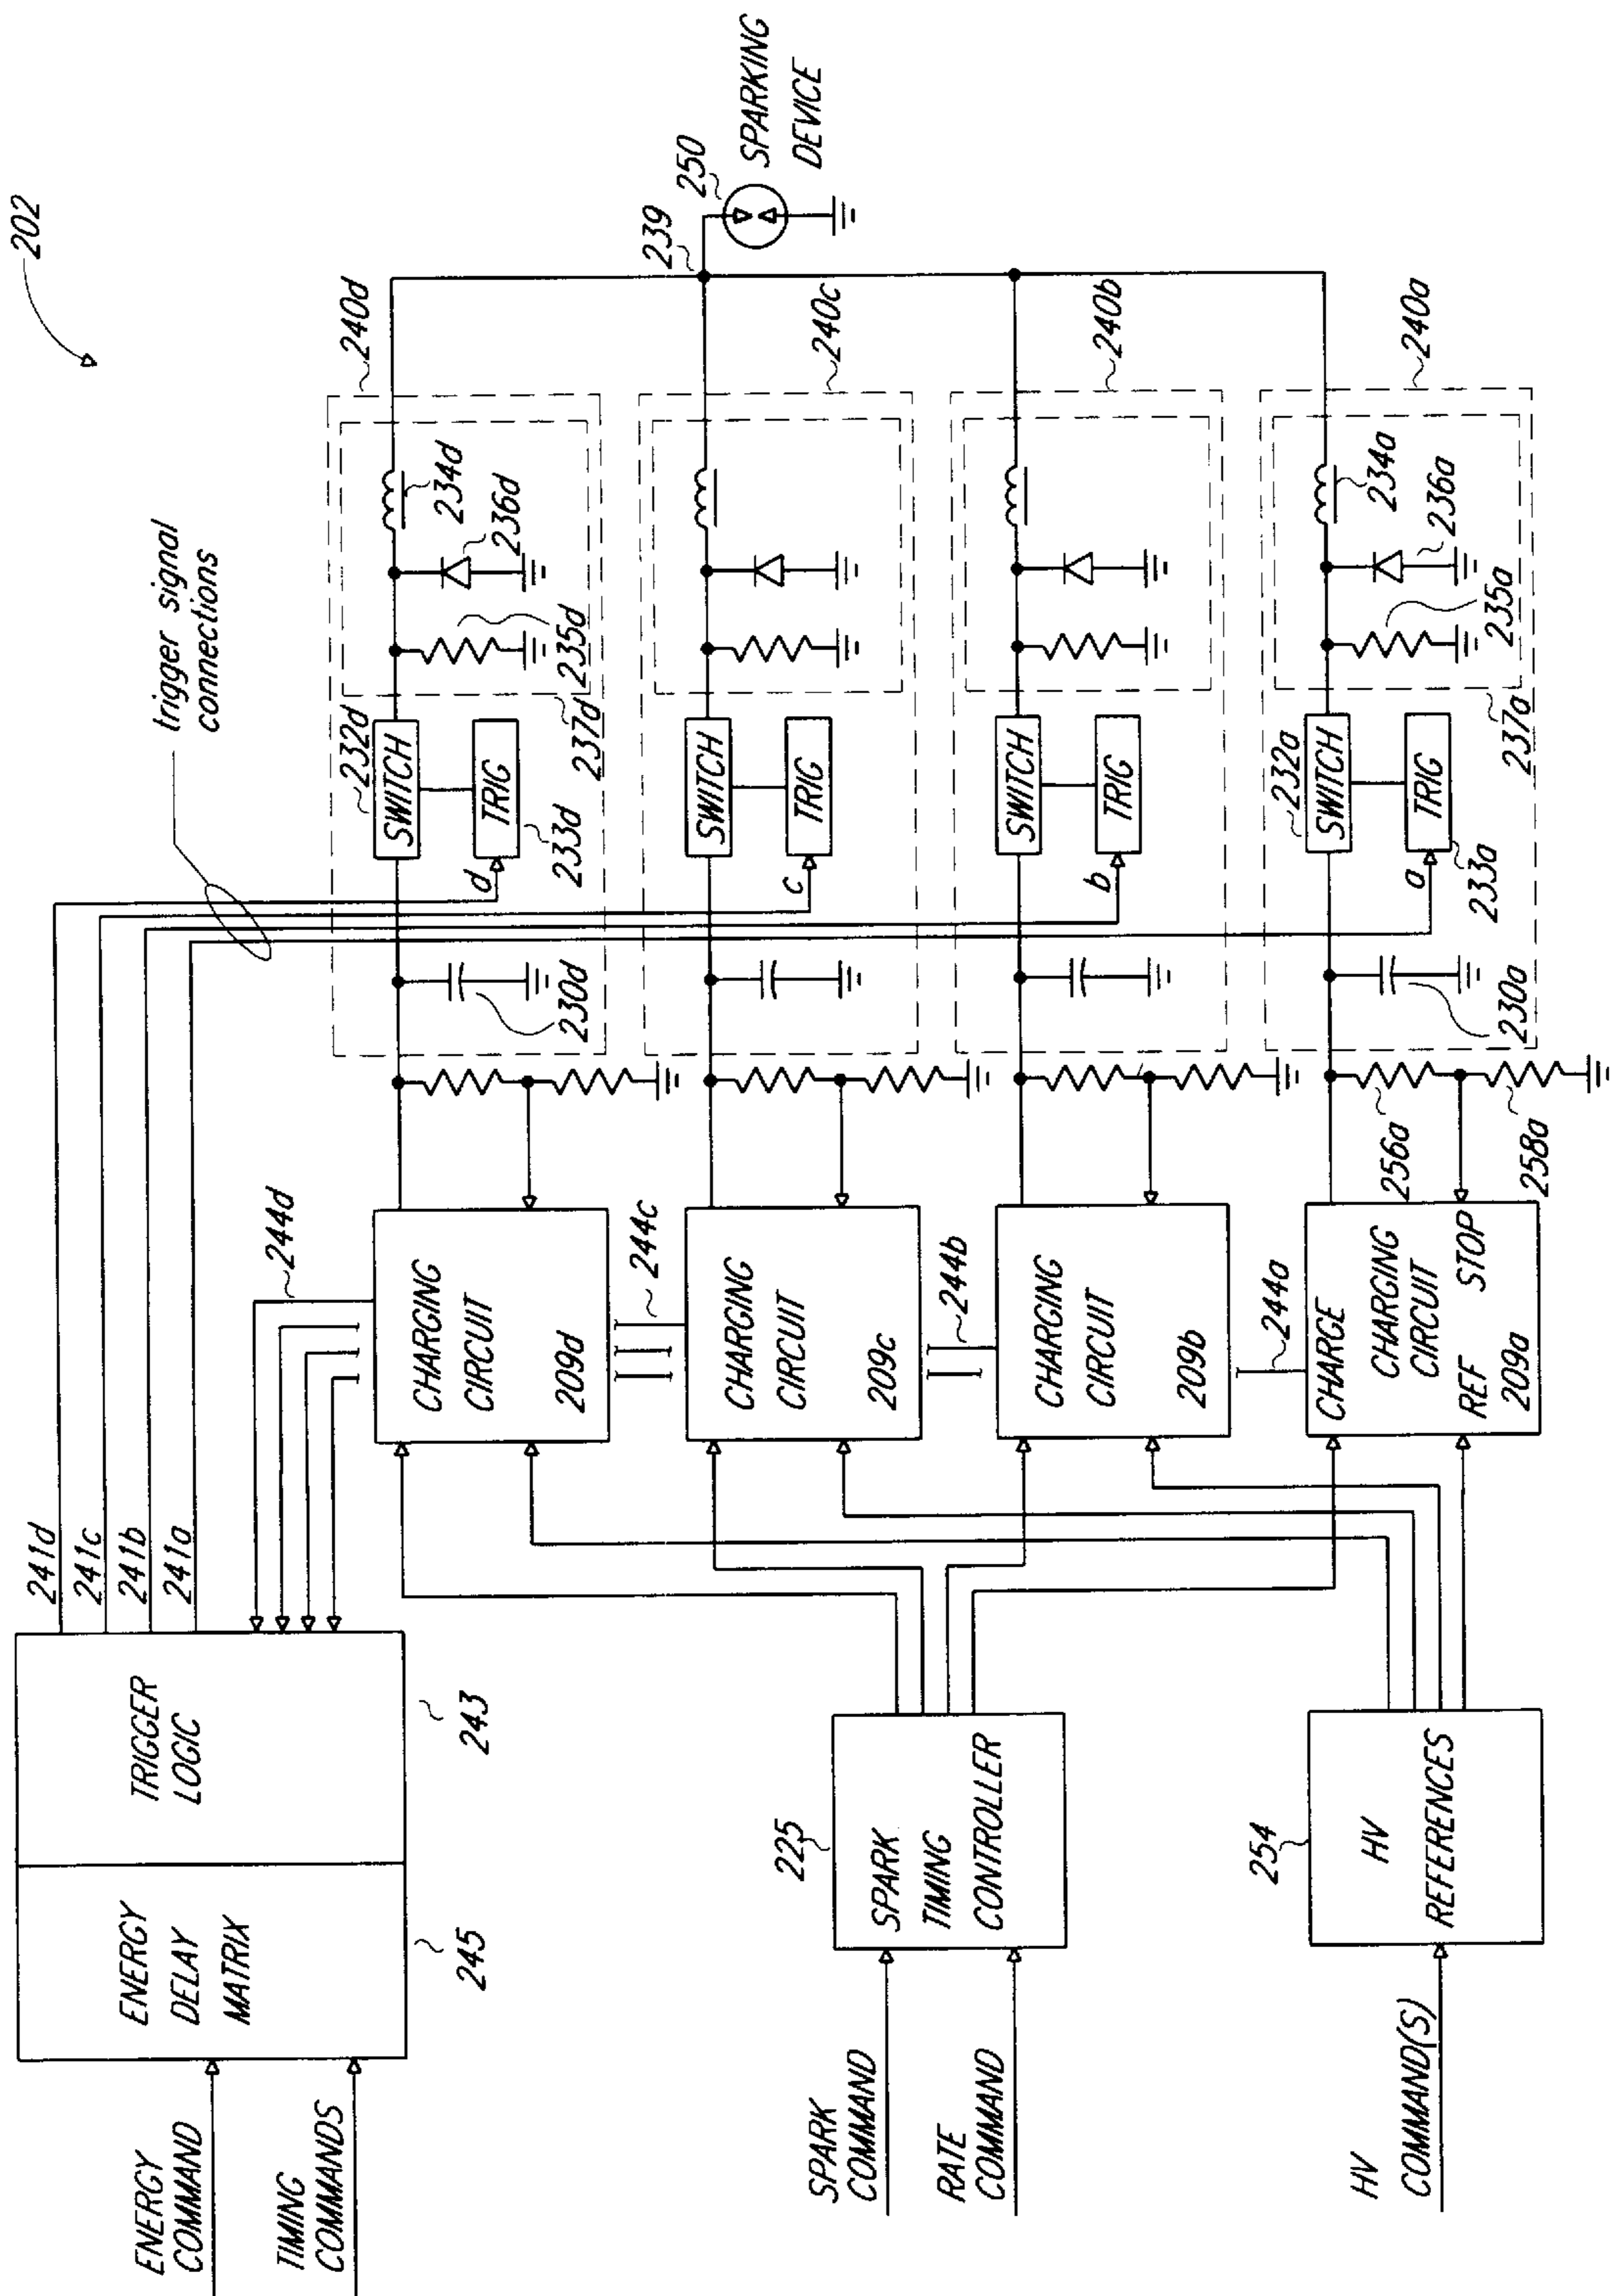 202
ENERGY
COMMAND
TIMING
COMMANDS
ENERGY
DELAY
MATRIX
245
TRIGGER
LOGIC
243
241d
241c
241b
241a
244d
trigger signal
connections
SPARK
COMMAND
RATE
COMMAND
225
SPARK
TIMING
CONTROLLER
HV
COMMAND(S)
254
HV
REFERENCES
CHARGING
CIRCUIT
209d
244c
CHARGING
CIRCUIT
209c
244b
CHARGING
CIRCUIT
209b
244a
CHARGE
CHARGING
CIRCUIT
REF STOP
209a
256a
258a
230d
d
232d
SWITCH
TRIG
233d
237d
235d
236d
234d
240d
c
SWITCH
TRIG
240c
b
SWITCH
TRIG
240b
230a
a
232a
SWITCH
TRIG
233a
237a
235a
236a
234a
240a
239
250
SPARKING
DEVICE